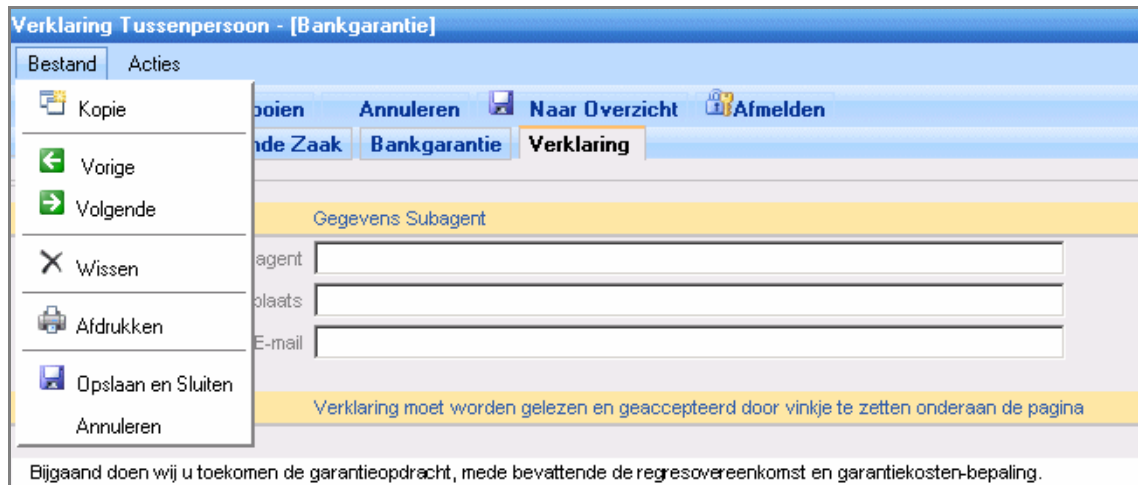 Verklaring Tussenpersoon - [Bankgarantie]
Bestand Acties
Kopie
ooien Annuleren Naar Overzicht Afmelden
nde Zaak Bankgarantie Verklaring
Vorige
Volgende
Gegevens Subagent
Wissen
agent
plaats
Afdrukken
E-mail
Opslaan en Sluiten
Verklaring moet worden gelezen en geaccepteerd door vinkje te zetten onderaan de pagina
Annuleren
Bijgaand doen wij u toekomen de garantieopdracht, mede bevattende de regresovereenkomst en garantiekosten-bepaling.